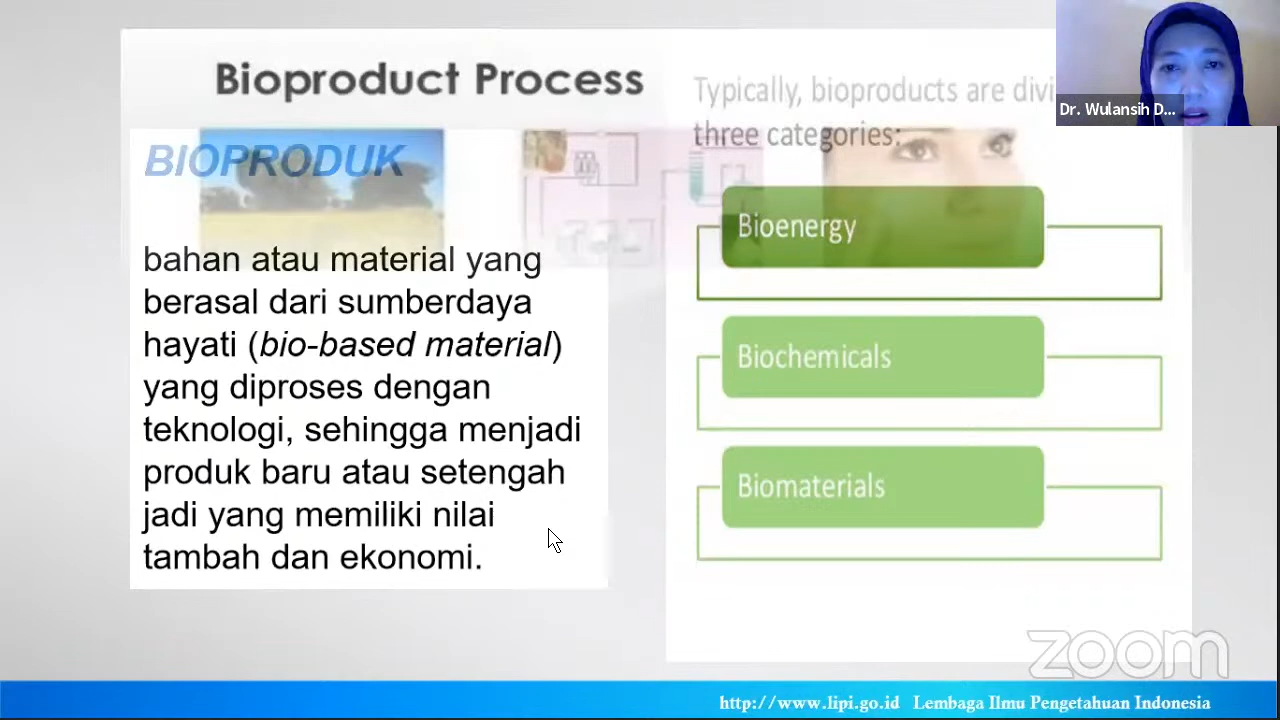 Bioproduct Process
BIOPRODUK
bahan atau material yang
berasal dari sumberdaya
hayati (bio-based material)
yang diproses dengan
teknologi, sehingga menjadi
produk baru atau setengah
jadi yang memiliki nilai
tambah dan ekonomi.
Typically, bioproducts are
three categories:
Bioenergy
Biochemicals
Biomaterials
Dr. Wulansih D...
zoom
http://www.lipi.go.id Lembaga Ilmu Pengetahuan Indonesia